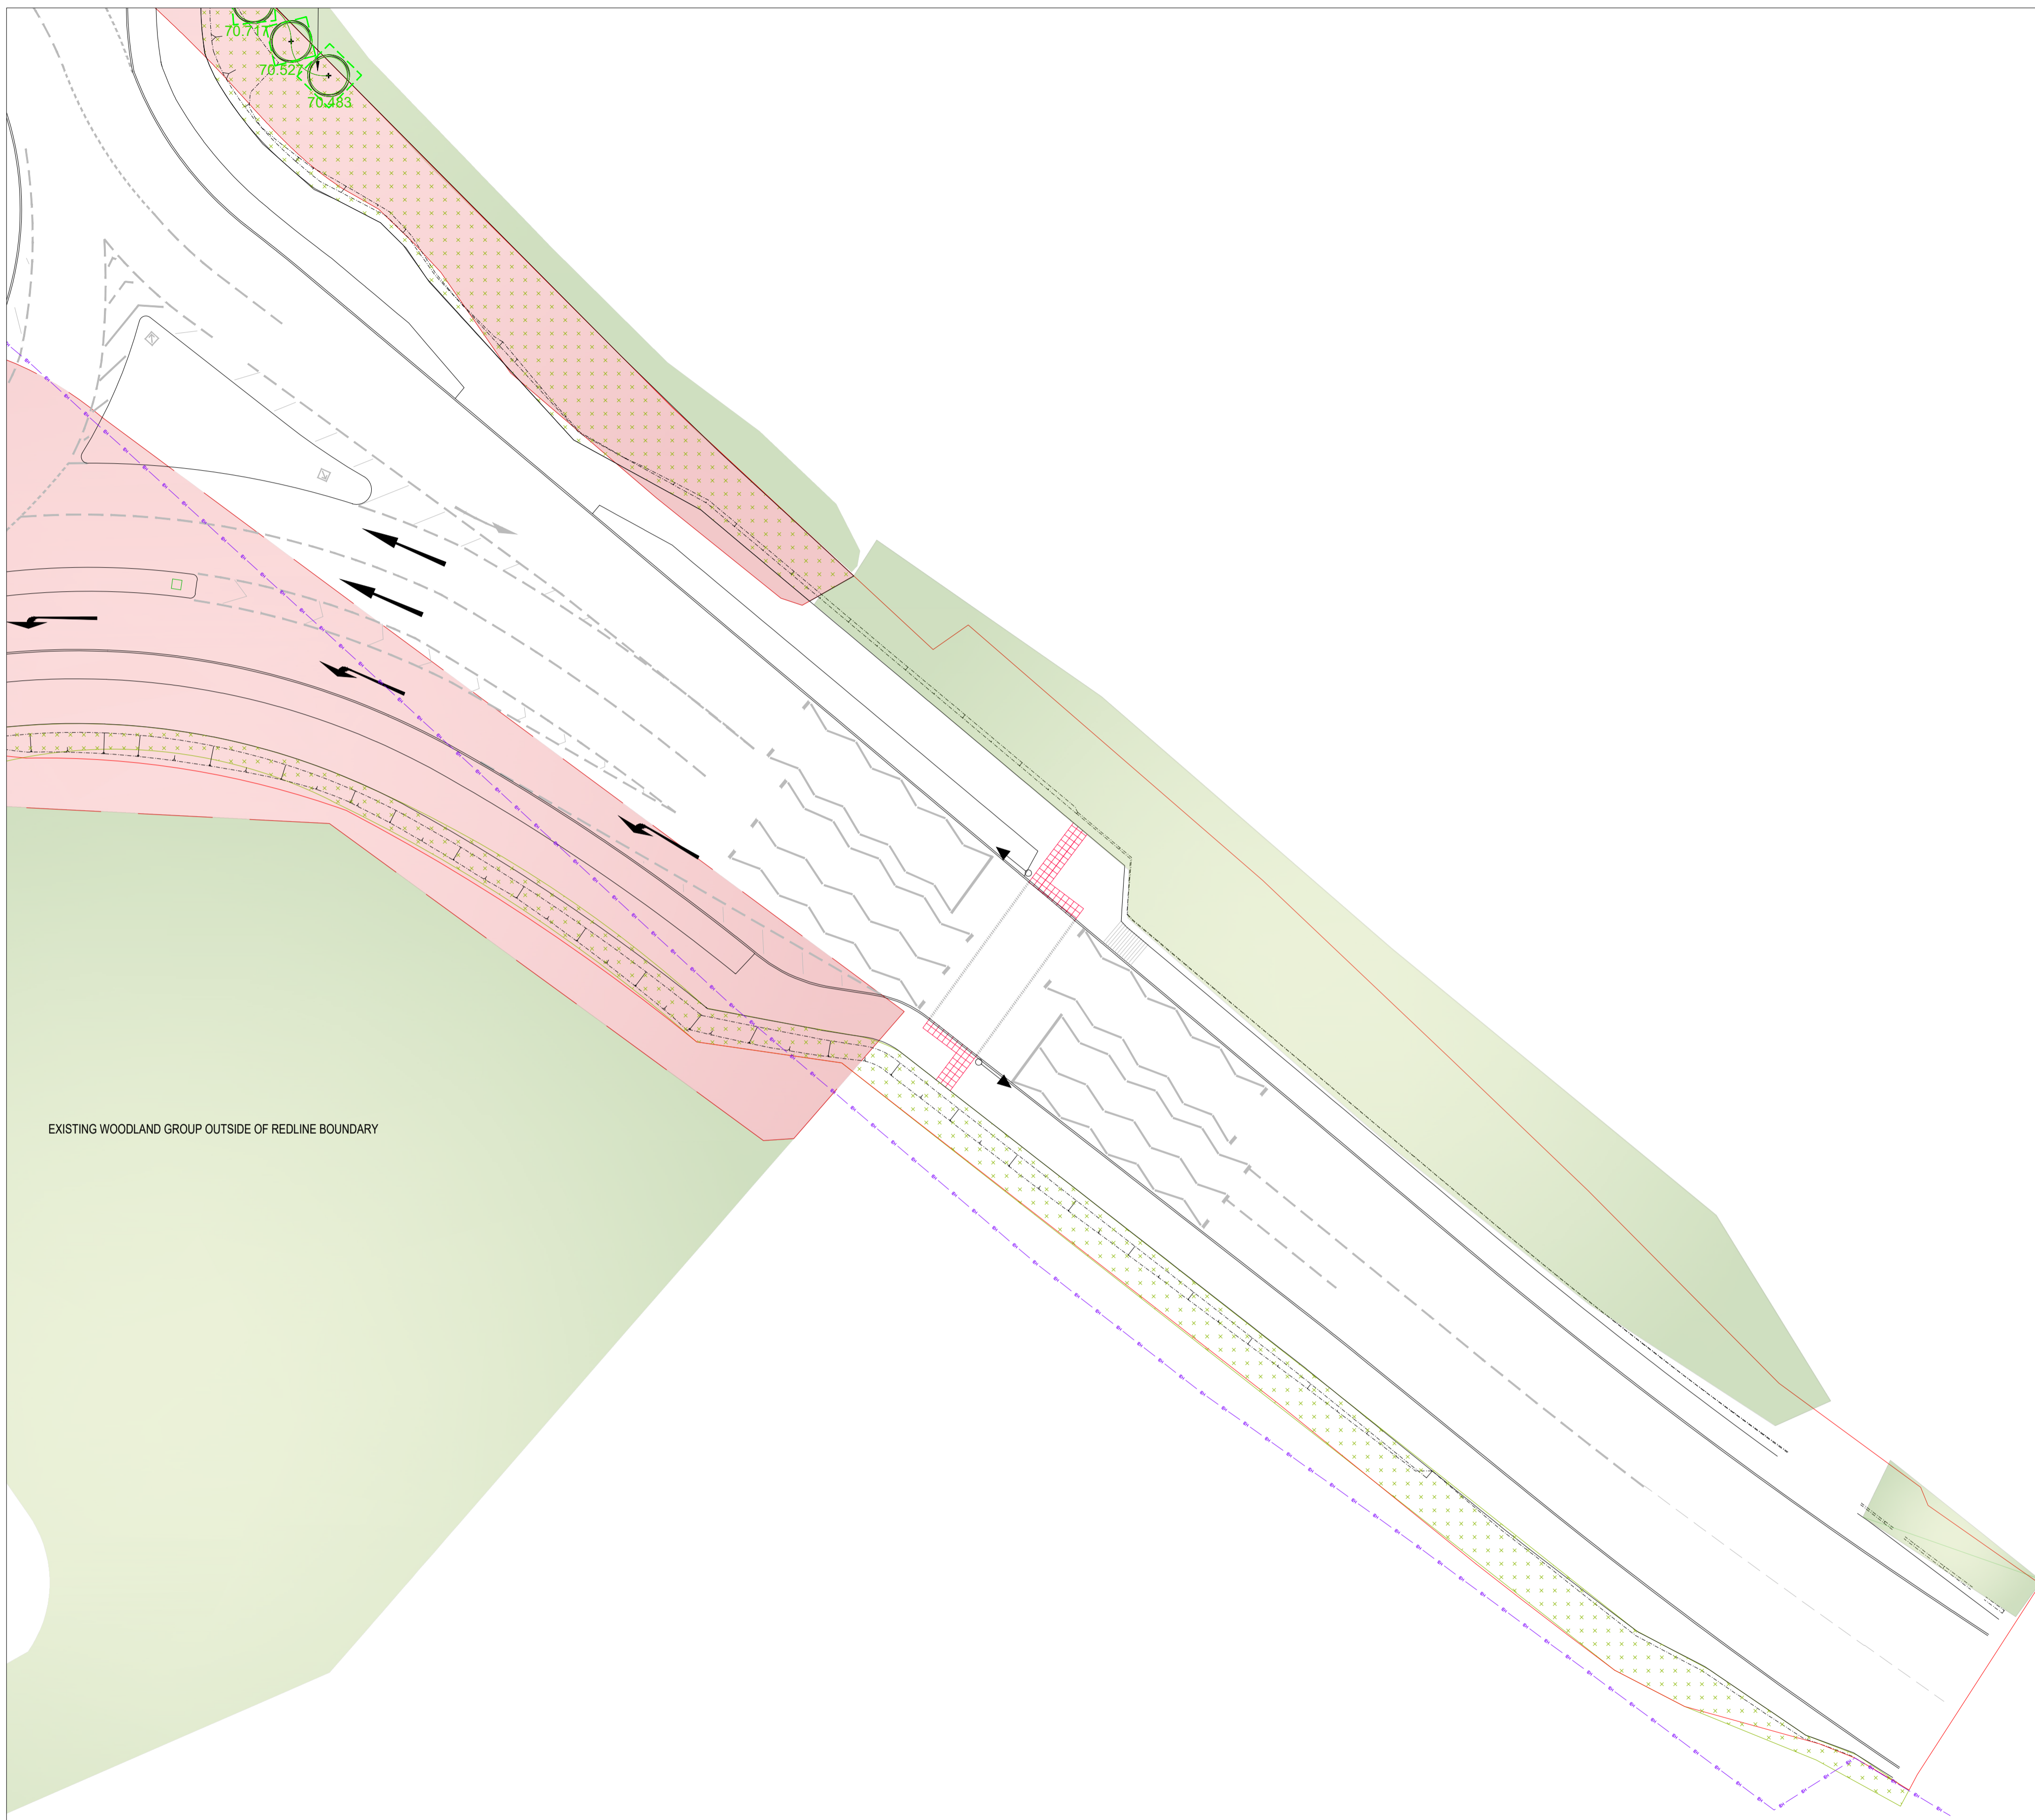 70.717
70.527
70.483
EXISTING WOODLAND GROUP OUTSIDE OF REDLINE BOUNDARY